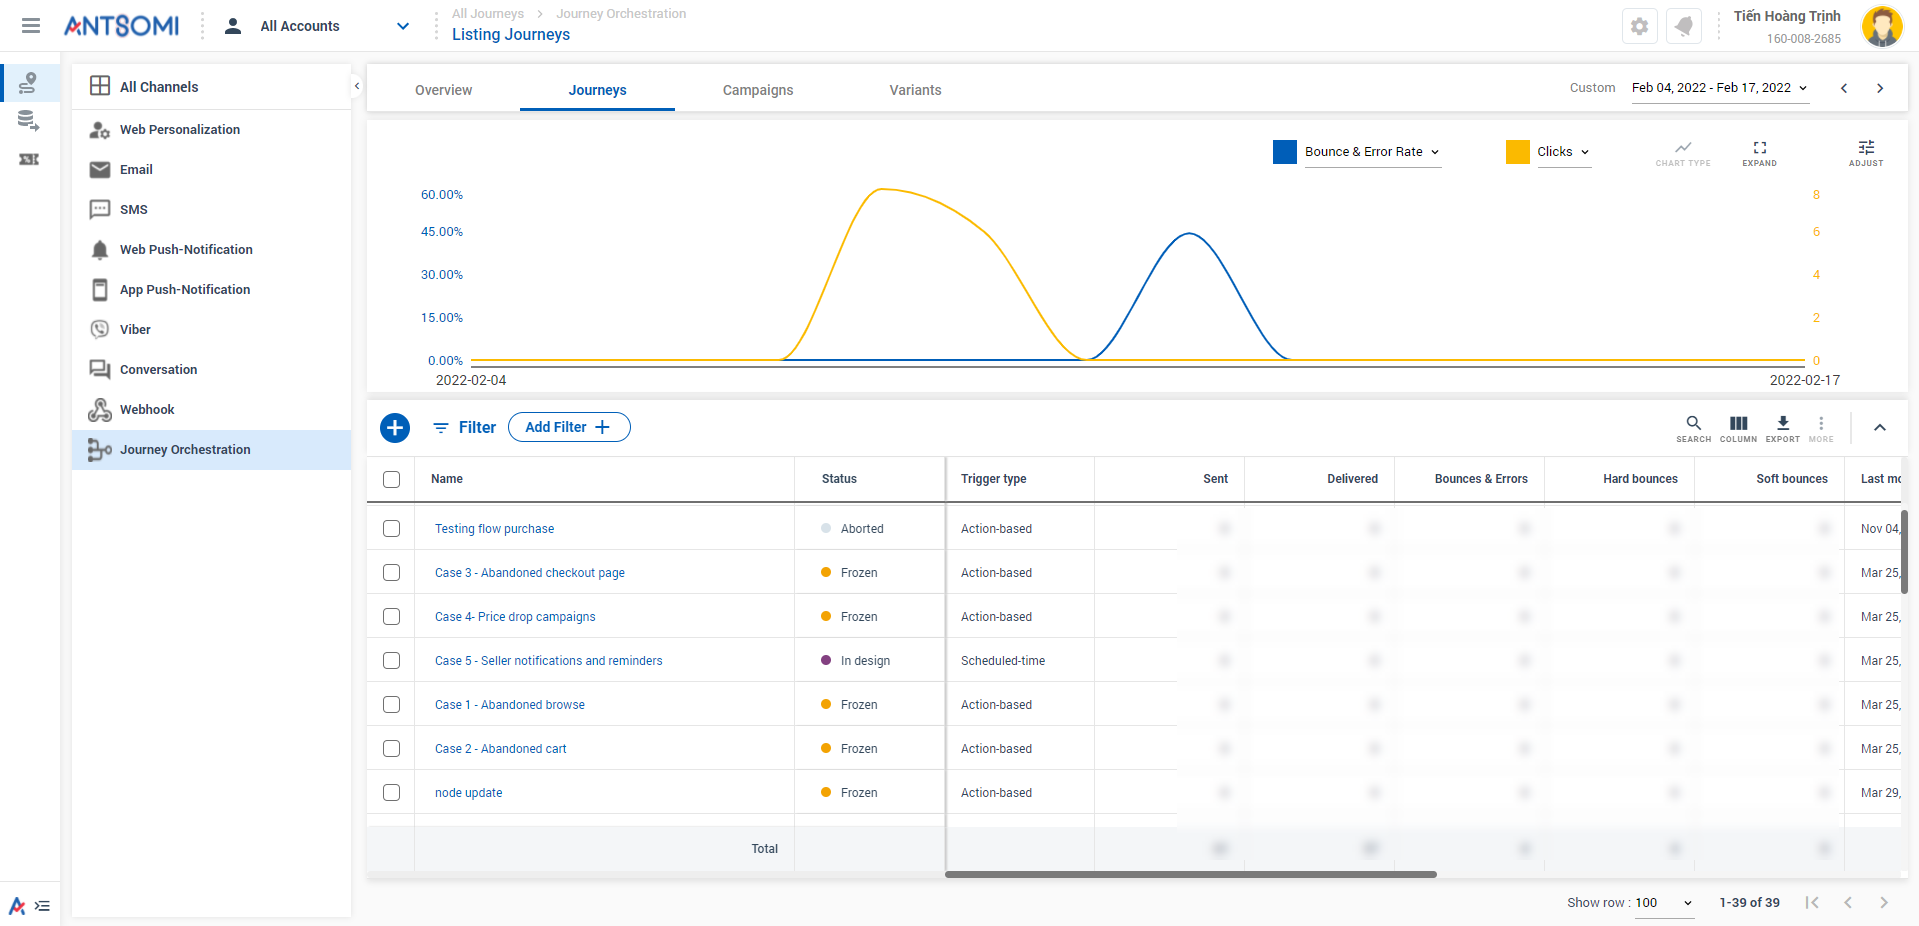 ANTSOMI
All Accounts
All Journeys > Journey Orchestration
Listing Journeys
Tiến Hoàng Trịnh
160-008-2685
All Channels
Web Personalization
Email
SMS
Web Push-Notification
App Push-Notification
Viber
Conversation
Webhook
Journey Orchestration
Overview Journeys Campaigns Variants
Custom Feb 04, 2022 - Feb 17, 2022
Bounce & Error Rate
Clicks
CHART TYPE
EXPAND
ADJUST
60.00% 8
45.00% 6
30.00% 4
15.00% 2
0.00% 0
2022-02-04 2022-02-17
Filter
Add Filter +
SEARCH COLUMN EXPORT MORE
Name Status Trigger type Sent Delivered Bounces & Errors Hard bounces Soft bounces Last mo
Testing flow purchase Aborted Action-based Nov 04,
Case 3 - Abandoned checkout page Frozen Action-based Mar 25,
Case 4- Price drop campaigns Frozen Action-based Mar 25,
Case 5 - Seller notifications and reminders In design Scheduled-time Mar 25,
Case 1 - Abandoned browse Frozen Action-based Mar 25,
Case 2 - Abandoned cart Frozen Action-based Mar 25,
node update Frozen Action-based Mar 29,
Total
Show row : 100 1-39 of 39